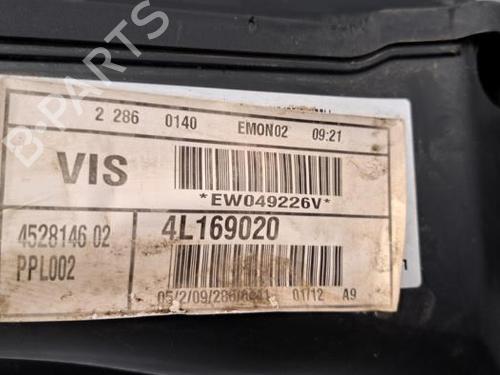 2 286 0140 EMON02 09:21
VIS
*EW049226V*
4528146 02 4L169020
PPL002
01/12 A9
B-PARTS